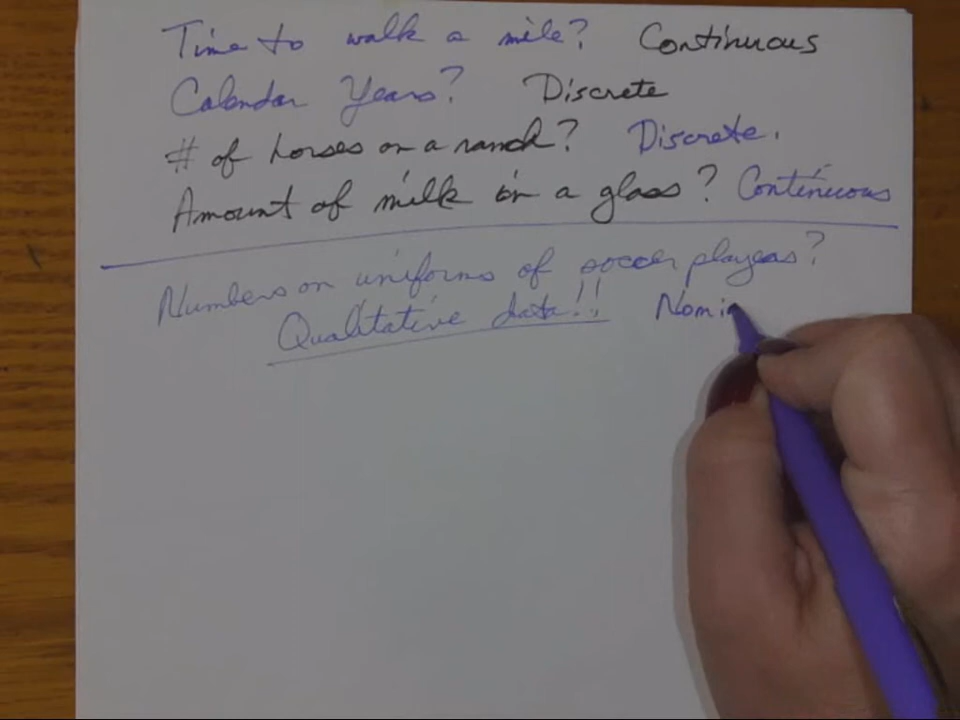 Time to walk a mile? Continuous
Calendar Years? Discrete
# of horses on a ranch? Discrete.
Amount of milk in a glass? Continuous
Numbers on uniforms of soccer players?
Qualitative data!! Nomi